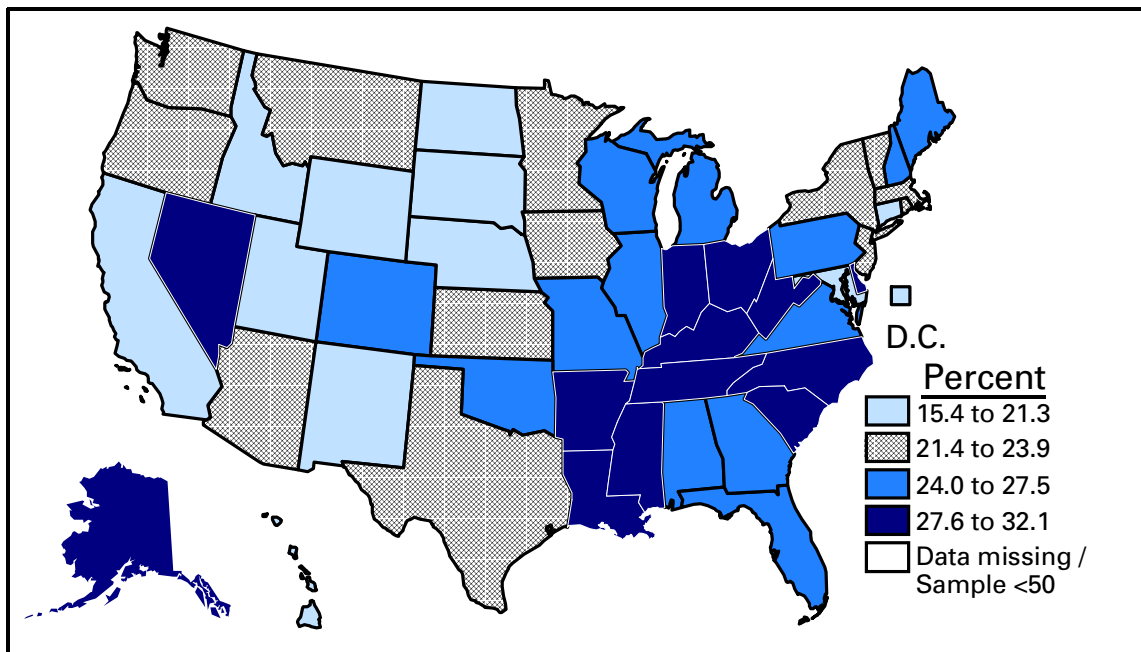 D.C.
Percent
15.4 to 21.3
21.4 to 23.9
24.0 to 27.5
27.6 to 32.1
Data missing /
Sample <50